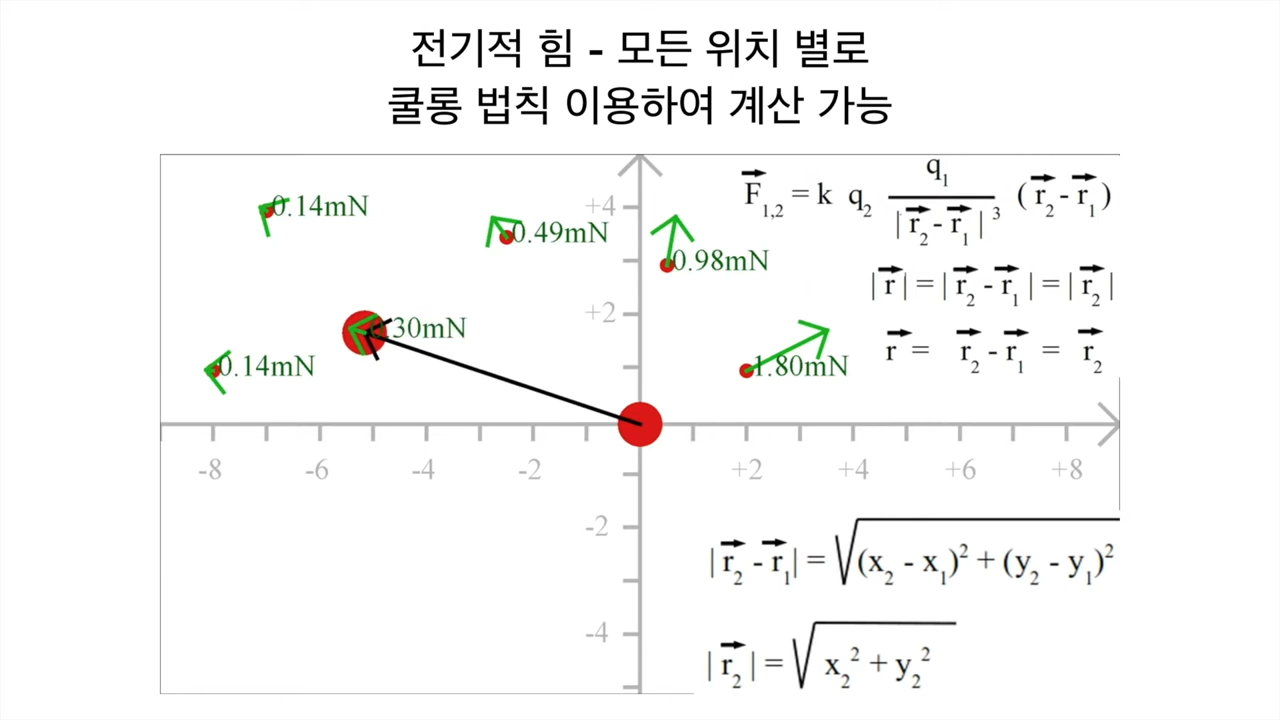 전기적 힘 - 모든 위치 별로
쿨롱 법칙 이용하여 계산 가능
F1,2 = k q2 q1 / |r2 - r1|3 (r2 - r1)
0.14mN
+4
0.49mN
0.98mN
|r| = |r2 - r1| = |r2|
+2
30mN
r = r2 - r1 = r2
0.14mN
1.80mN
-8 -6 -4 -2 +2 +4 +6 +8
-2
|r2 - r1| = √(x2 - x1)2 + (y2 - y1)2
-4
|r2| = √x22 + y22